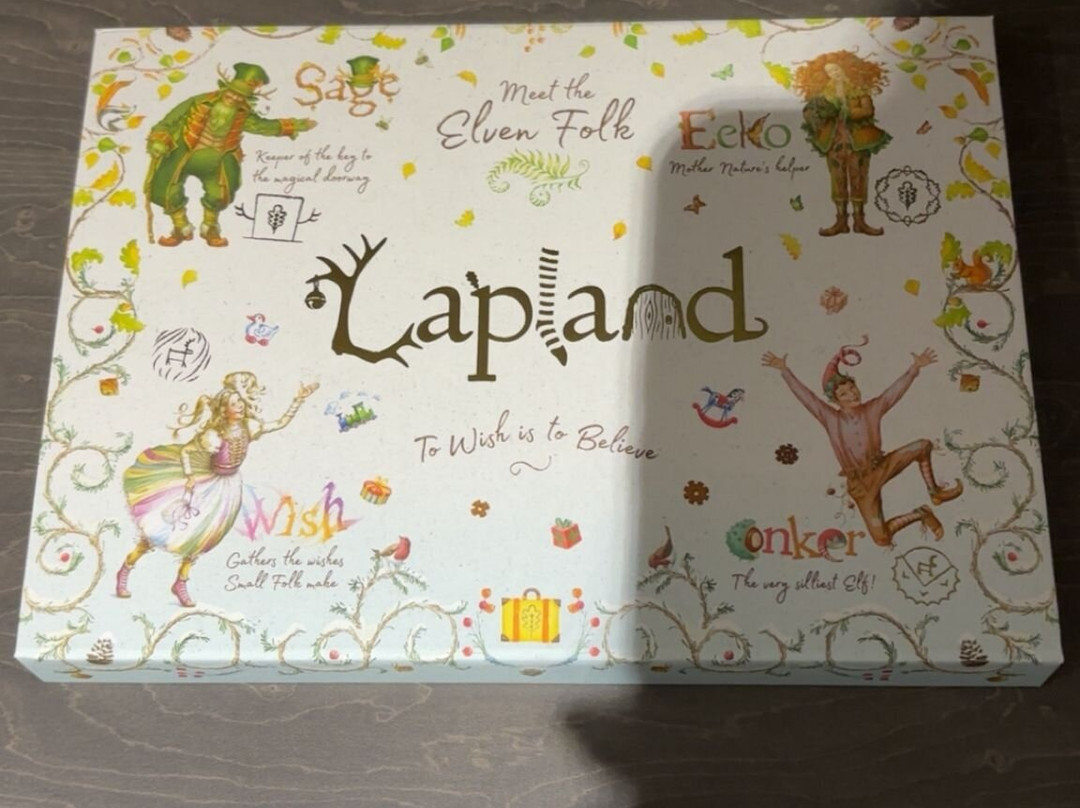 Meet the
Elven Folk
Sage
Keeper of the key to
the magical doorway
Eeko
Mother Nature's helper
Lapland
To Wish is to Believe
Wish
Gathers the wishes
Small Folk make
Conker
The very silliest Elf!